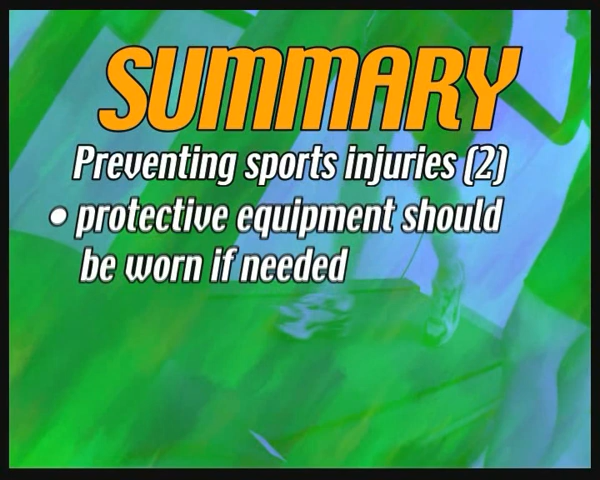 SUMMARY
Preventing sports injuries (2)
• protective equipment should
be worn if needed